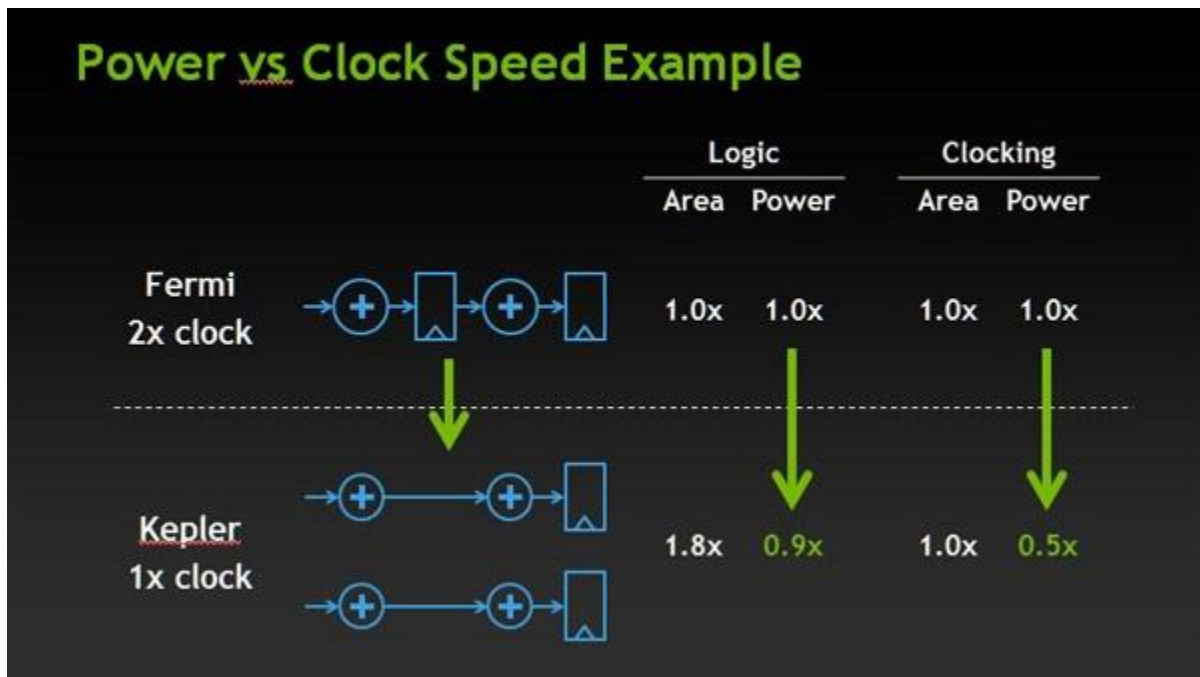 Power vs Clock Speed Example
Logic Clocking
Area Power Area Power
Fermi
2x clock
1.0x 1.0x 1.0x 1.0x
Kepler
1x clock
1.8x 0.9x 1.0x 0.5x